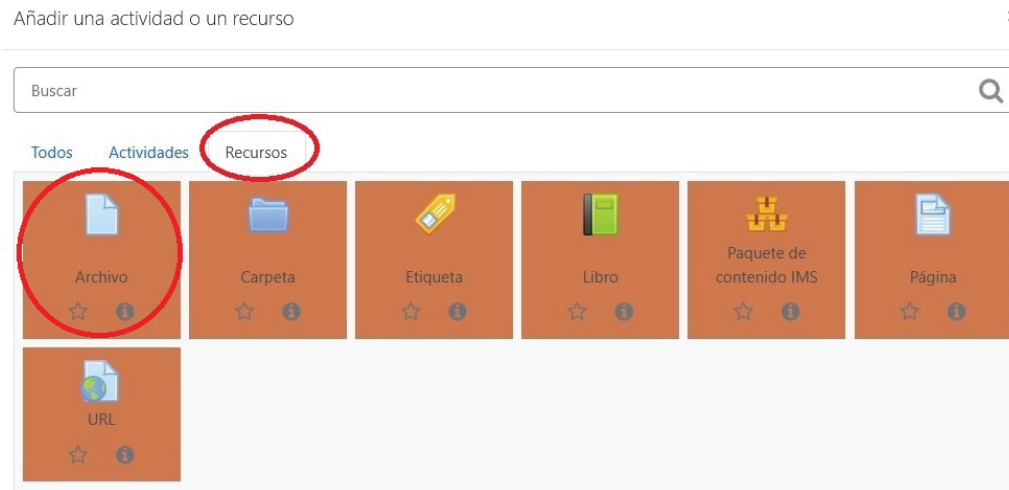 Añadir una actividad o un recurso
Buscar
Todos Actividades Recursos
Archivo
Carpeta
Etiqueta
Libro
Paquete de
contenido IMS
Página
URL